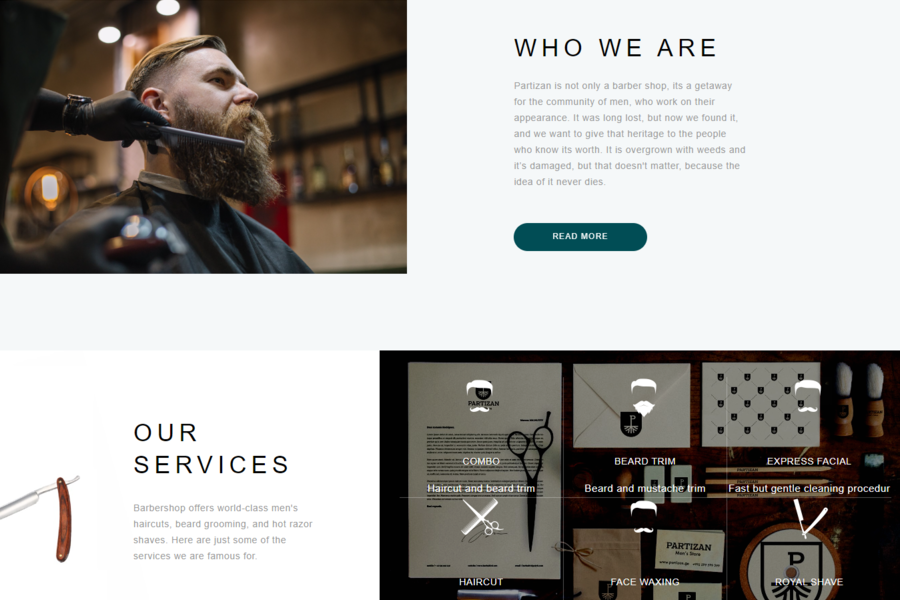 WHO WE ARE
Partizan is not only a barber shop, its a getaway
for the community of men, who work on their
appearance. It was long lost, but now we found it,
and we want to give that heritage to the people
who know its worth. It is overgrown with weeds and
it's damaged, but that doesn't matter, because the
idea of it never dies.
READ MORE
OUR
SERVICES
Barbershop offers world-class men's
haircuts, beard grooming, and hot razor
shaves. Here are just some of the
services we are famous for.
PARTIZAN
COMBO
Haircut and beard trim
BEARD TRIM
Beard and mustache trim
EXPRESS FACIAL
Fast but gentle cleaning procedur
HAIRCUT
FACE WAXING
ROYAL SHAVE
PARTIZAN
Men's Store
P